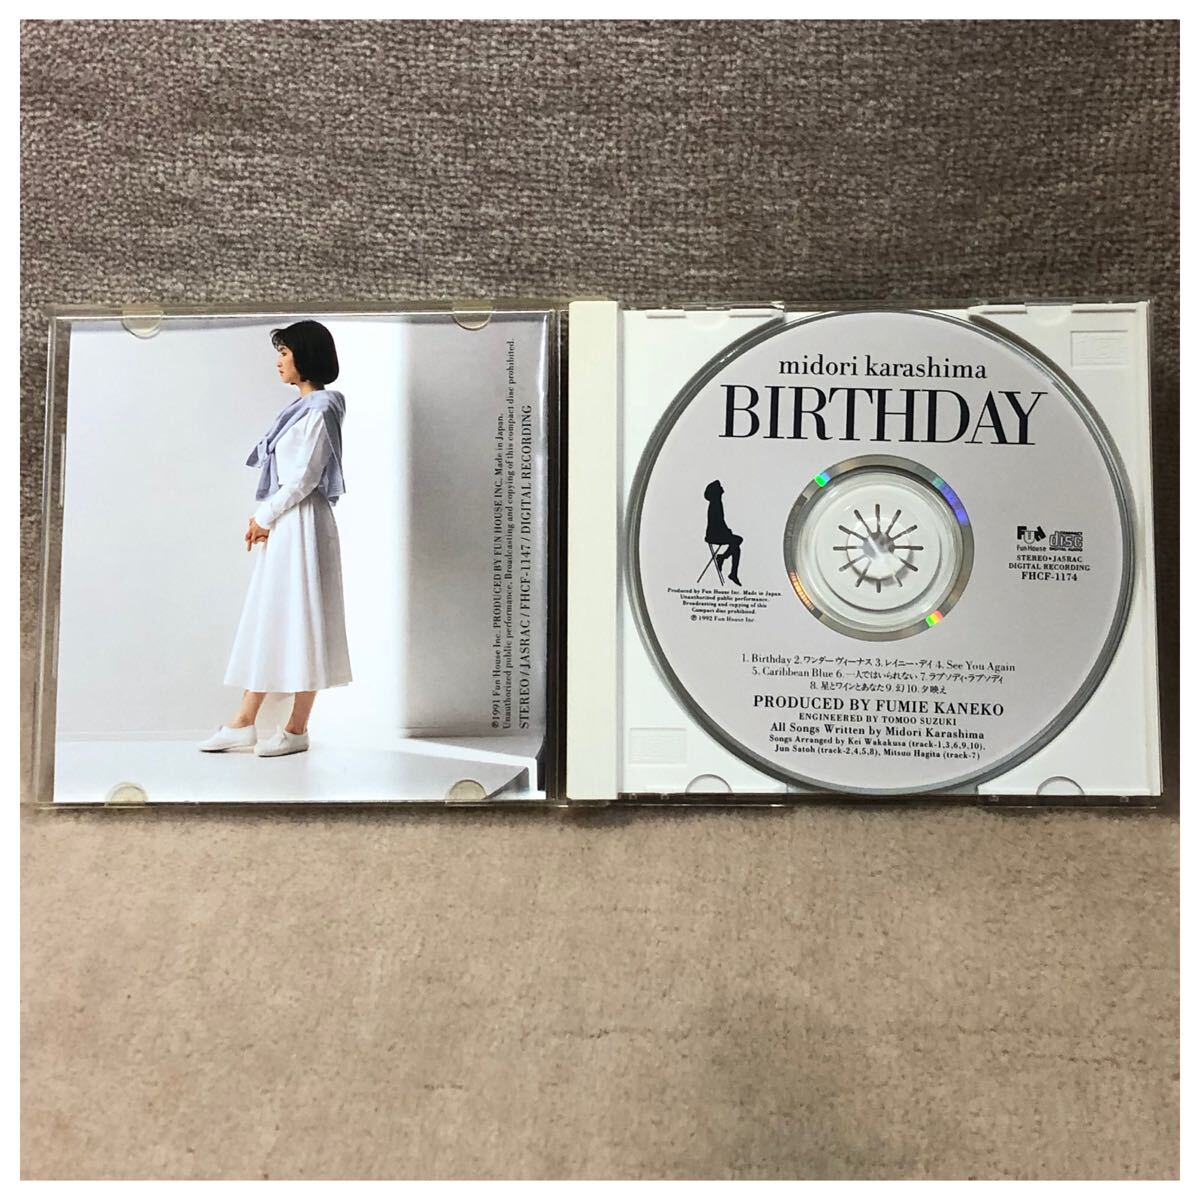 ℗1991 Fun House Inc. PRODUCED BY FUN HOUSE INC. Made in Japan.
Unauthorized public performance. Broadcasting and copying of this compact disc prohibited.
STEREO / JASRAC / FHCF-1147 / DIGITAL RECORDING
midori karashima
BIRTHDAY
Fun House
COMPACT
disc
DIGITAL AUDIO
STEREO•JASRAC
DIGITAL RECORDING
FHCF-1174
Produced by Fun House Inc. Made in Japan.
Unauthorized public performance.
Broadcasting and copying of this
Compact disc prohibited.
℗ 1992 Fun House Inc.
1. Birthday 2. ワンダー ヴィーナス 3. レイニー・デイ 4. See You Again
5. Caribbean Blue 6. 一人ではいられない 7. ラプソディ・ラプソディ
8. 星とワインとあなた 9. 幻 10. 夕映え
PRODUCED BY FUMIE KANEKO
ENGINEERED BY TOMOO SUZUKI
All Songs Written by Midori Karashima
Songs Arranged by Kei Wakakusa (track-1,3,6,9,10).
Jun Satoh (track-2,4,5,8), Mitsuo Hagita (track-7)